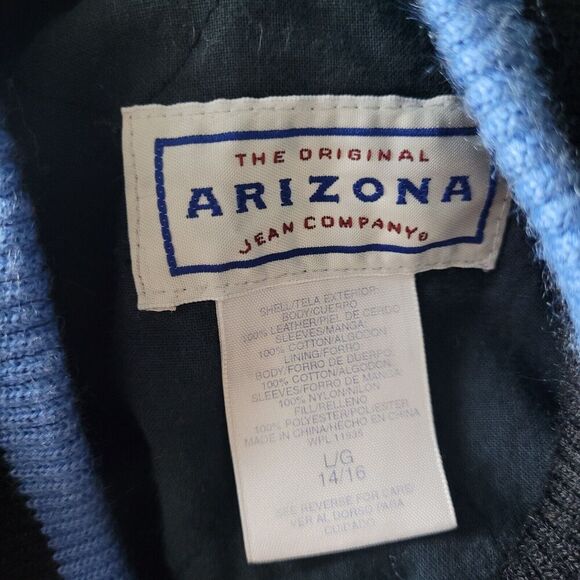 THE ORIGINAL
ARIZONA
JEAN COMPANY®
SHELL/TELA EXTERIOR:
BODY/CUERPO
100% LEATHER/PIEL DE CERDO
SLEEVES/MANGA
100% COTTON/ALGODON
LINING/FORRO
BODY/FORRO DE DUERPO
100% COTTON/ALGODON
SLEEVES/FORRO DE MANGA
100% NYLON/NILON
FILL/RELLENO
100% POLYESTER/POLIESTER
MADE IN CHINA/HECHO EN CHINA
WPL 11935
L/G
14/16
SEE REVERSE FOR CARE/
VER AL DORSO PARA
CUIDADO